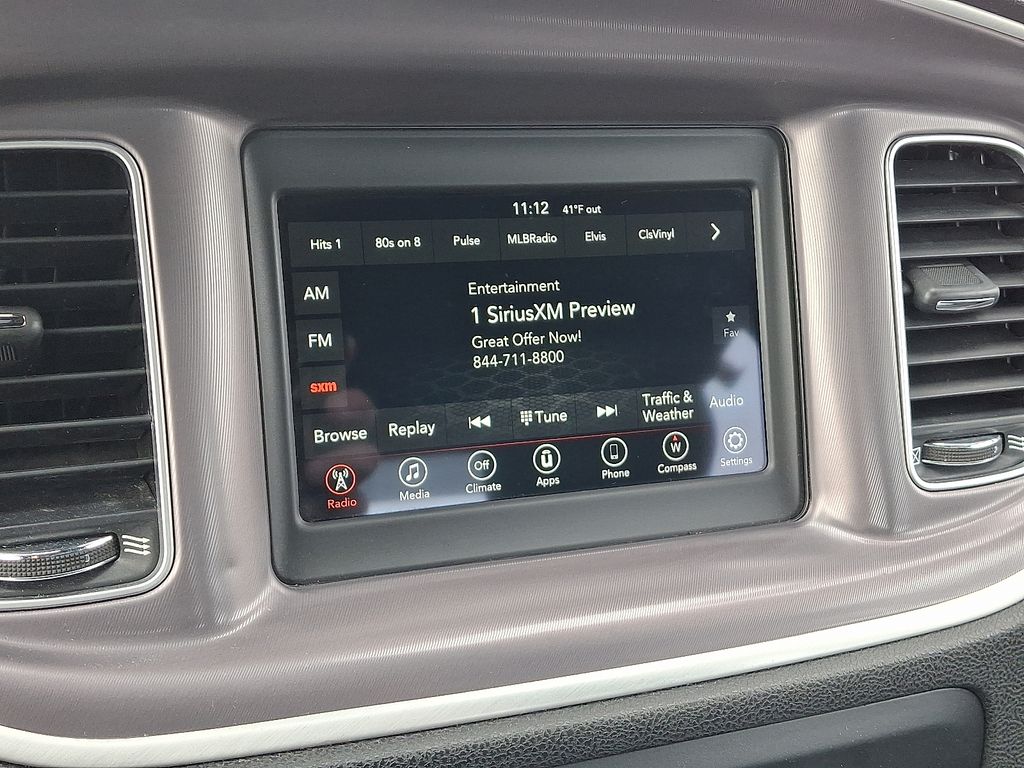 11:12 41°F out
Hits 1 80s on 8 Pulse MLBRadio Elvis ClsVinyl
AM
FM
sxm
Entertainment
1 SiriusXM Preview
Great Offer Now!
844-711-8800
Fav
Browse Replay Tune Traffic &
Weather Audio
Radio Media Off
Climate Apps Phone W
Compass Settings